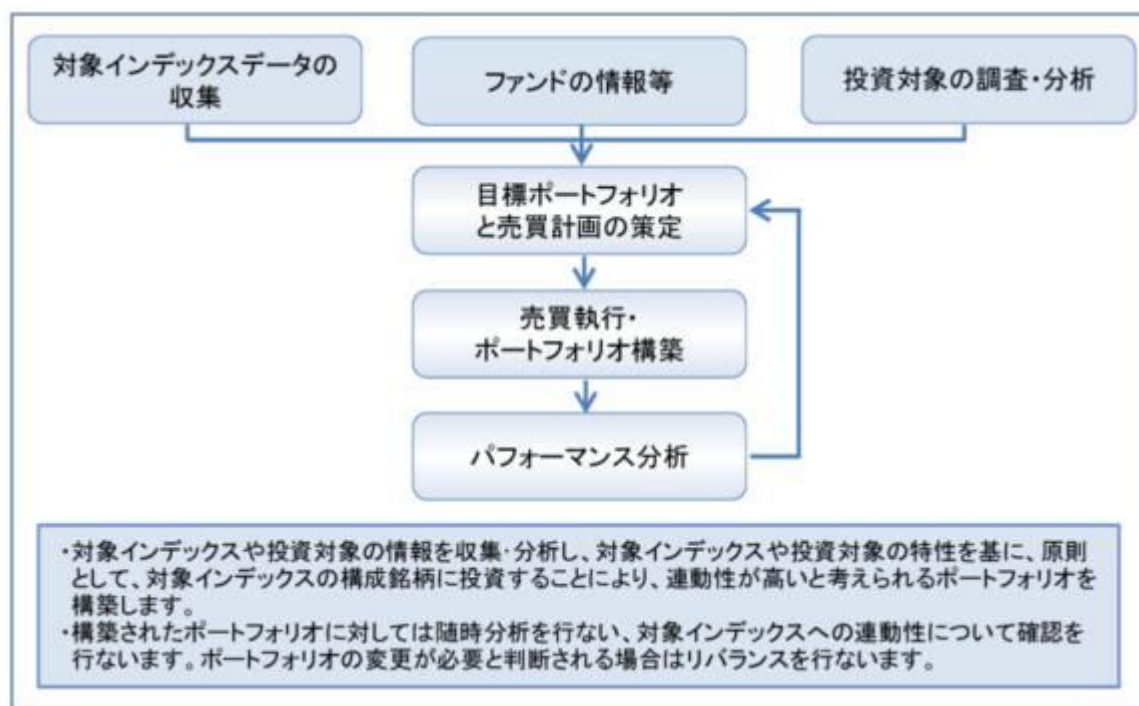 対象インデックスデータの
収集
ファンドの情報等
投資対象の調査・分析
目標ポートフォリオ
と売買計画の策定
売買執行・
ポートフォリオ構築
パフォーマンス分析
・対象インデックスや投資対象の情報を収集・分析し、対象インデックスや投資対象の特性を基に、原則
として、対象インデックスの構成銘柄に投資することにより、連動性が高いと考えられるポートフォリオを
構築します。
・構築されたポートフォリオに対しては随時分析を行ない、対象インデックスへの連動性について確認を
行ないます。ポートフォリオの変更が必要と判断される場合はリバランスを行ないます。